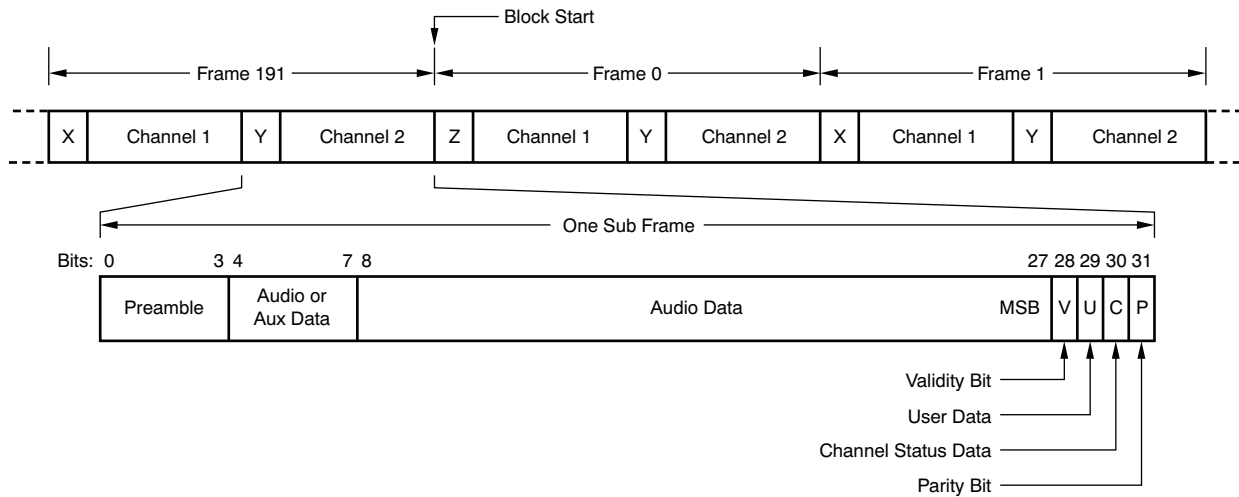 Block Start
Frame 191 Frame 0 Frame 1
X Channel 1 Y Channel 2 Z Channel 1 Y Channel 2 X Channel 1 Y Channel 2
One Sub Frame
Bits: 0 3 4 7 8 27 28 29 30 31
Preamble
Audio or
Aux Data
Audio Data MSB V U C P
Validity Bit
User Data
Channel Status Data
Parity Bit